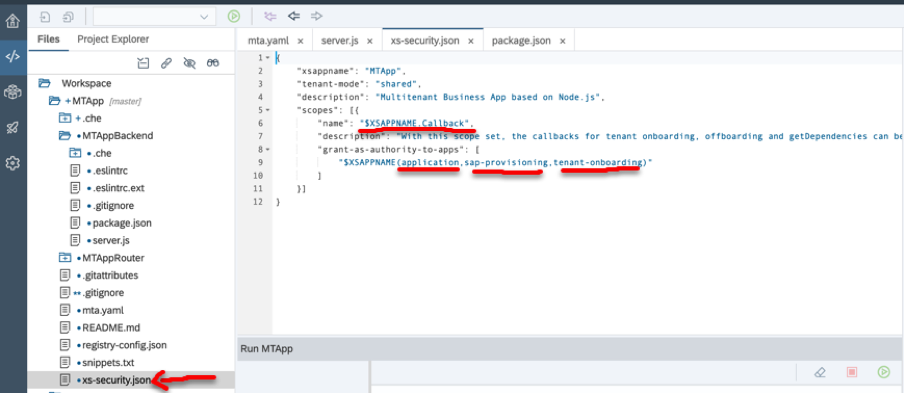 Files
Project Explorer
Workspace
+MTApp [master]
+.che
MTAppBackend
.che
.eslintrc
.eslintrc.ext
.gitignore
package.json
server.js
MTAppRouter
.gitattributes
**.gitignore
mta.yaml
README.md
registry-config.json
snippets.txt
xs-security.json
mta.yaml × server.js × xs-security.json × package.json ×
1 {
2 "xsappname": "MTApp",
3 "tenant-mode": "shared",
4 "description": "Multitenant Business App based on Node.js",
5 "scopes": [{
6 "name": "$XSAPPNAME.Callback",
7 "description": "With this scope set, the callbacks for tenant onboarding, offboarding and getDependencies can be
8 "grant-as-authority-to-apps": [
9 "$XSAPPNAME(application,sap-provisioning,tenant-onboarding)"
10 ]
11 }]
12 }
Run MTApp